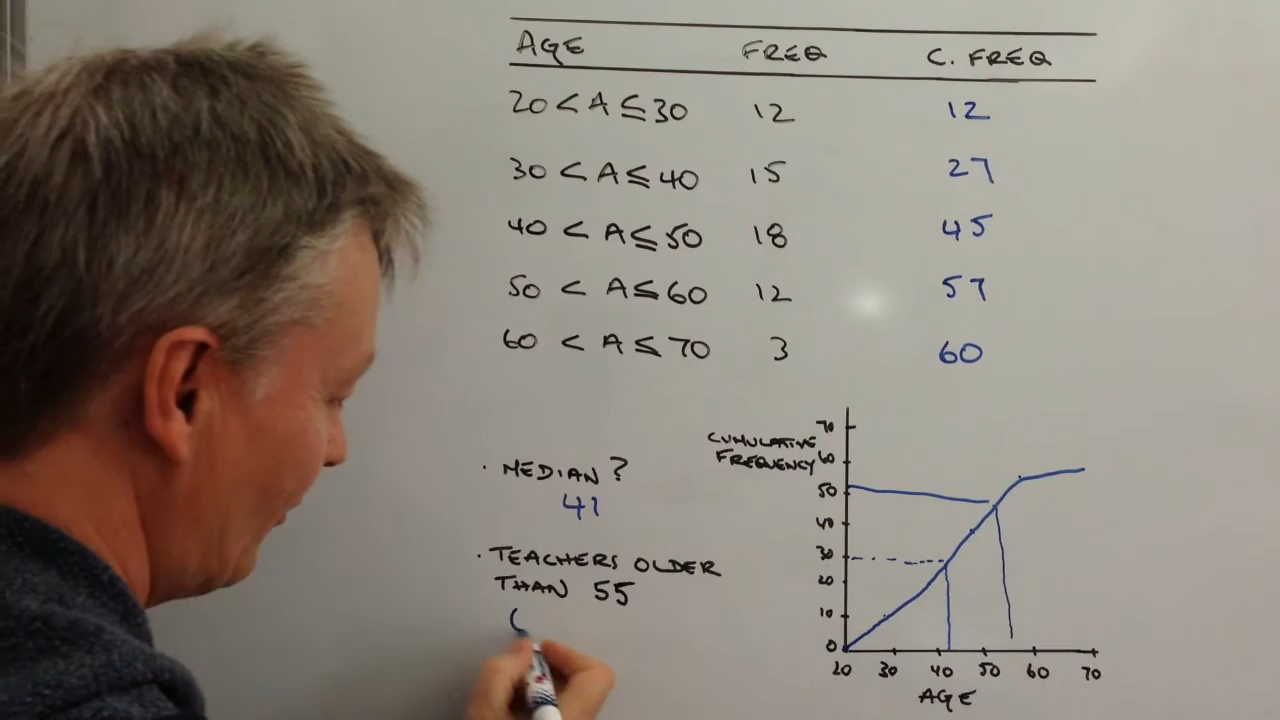 AGE FREQ C. FREQ
20 < A ≤ 30 12 12
30 < A ≤ 40 15 27
40 < A ≤ 50 18 45
50 < A ≤ 60 12 57
60 < A ≤ 70 3 60
· MEDIAN?
41
· TEACHERS OLDER
THAN 55
CUMULATIVE
FREQUENCY
70
60
50
40
30
20
10
0
20 30 40 50 60 70
AGE